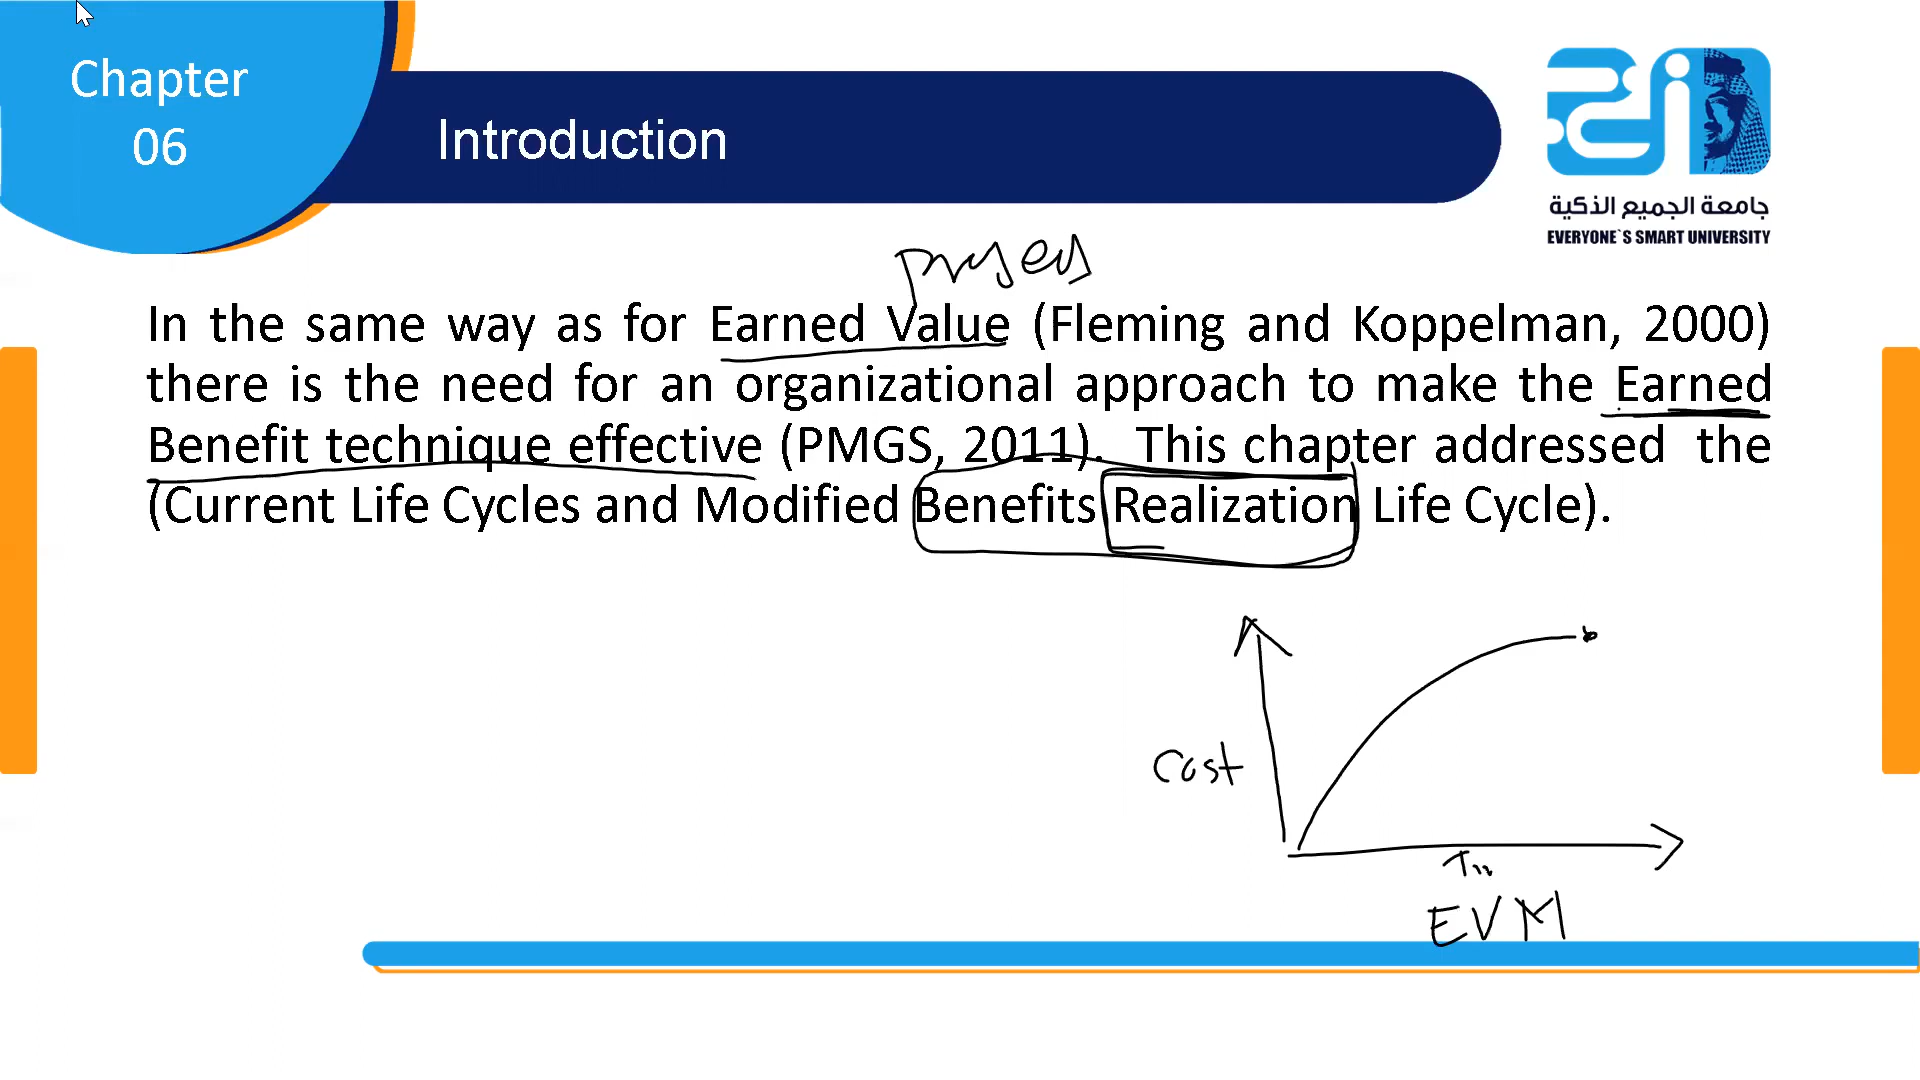 Chapter
06
Introduction
جامعة الجميع الذكية
EVERYONE`S SMART UNIVERSITY
In the same way as for Earned Value (Fleming and Koppelman, 2000)
there is the need for an organizational approach to make the Earned
Benefit technique effective (PMGS, 2011). This chapter addressed the
(Current Life Cycles and Modified Benefits Realization Life Cycle).
Cost
EVM